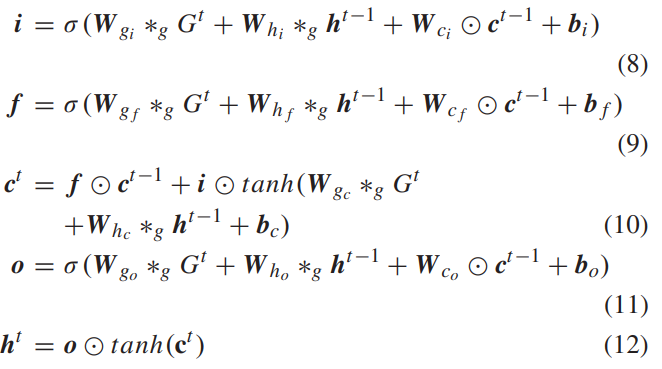 i = σ(W_{g_i} *_g G^t + W_{h_i} *_g h^{t−1} + W_{c_i} ⊙ c^{t−1} + b_i)
(8)
f = σ(W_{g_f} *_g G^t + W_{h_f} *_g h^{t−1} + W_{c_f} ⊙ c^{t−1} + b_f)
(9)
c^t = f ⊙ c^{t−1} + i ⊙ tanh(W_{g_c} *_g G^t
+W_{h_c} *_g h^{t−1} + b_c) (10)
o = σ(W_{g_o} *_g G^t + W_{h_o} *_g h^{t−1} + W_{c_o} ⊙ c^{t−1} + b_o)
(11)
h^t = o ⊙ tanh(c^t) (12)